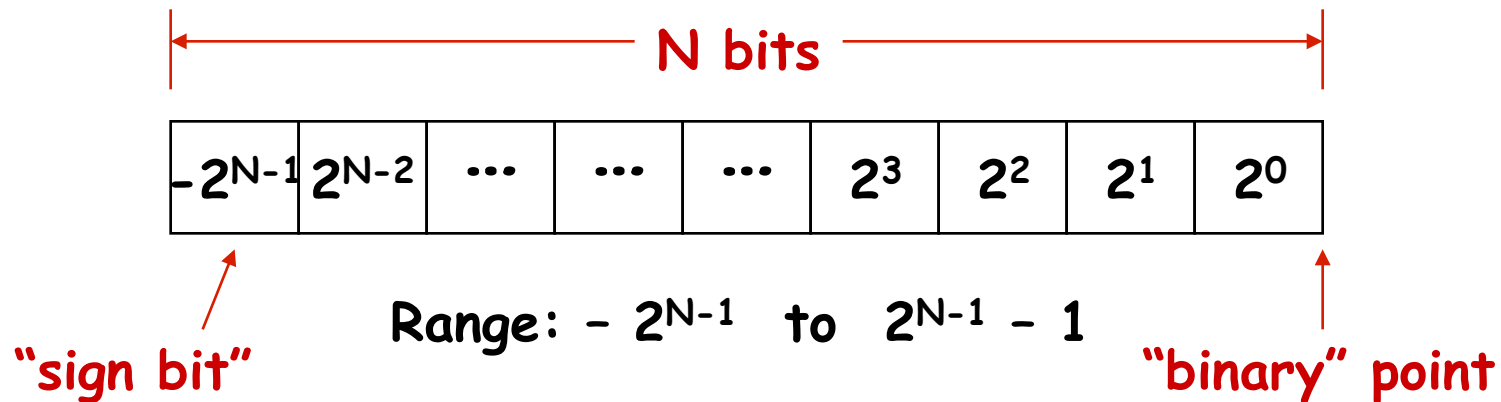 N bits
-2ᴺ⁻¹ 2ᴺ⁻² ... ... ... 2³ 2² 2¹ 2⁰
Range: - 2ᴺ⁻¹ to 2ᴺ⁻¹ - 1
“sign bit” “binary” point